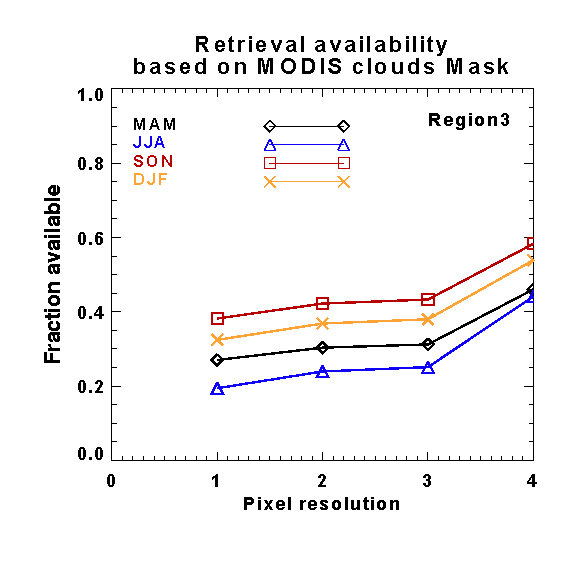 Retrieval availability
based on MODIS clouds Mask
1.0
MAM
Region3
JJA
SON
DJF
0.8
0.6
0.4
0.2
0.0
Fraction available
0 1 2 3 4
Pixel resolution